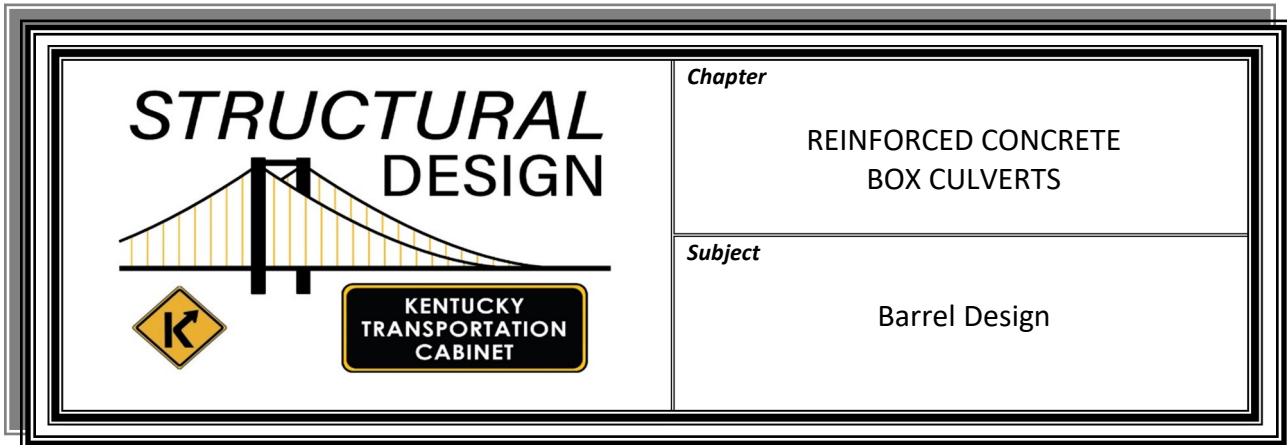 STRUCTURAL
DESIGN
KENTUCKY
TRANSPORTATION
CABINET
Chapter
REINFORCED CONCRETE
BOX CULVERTS
Subject
Barrel Design